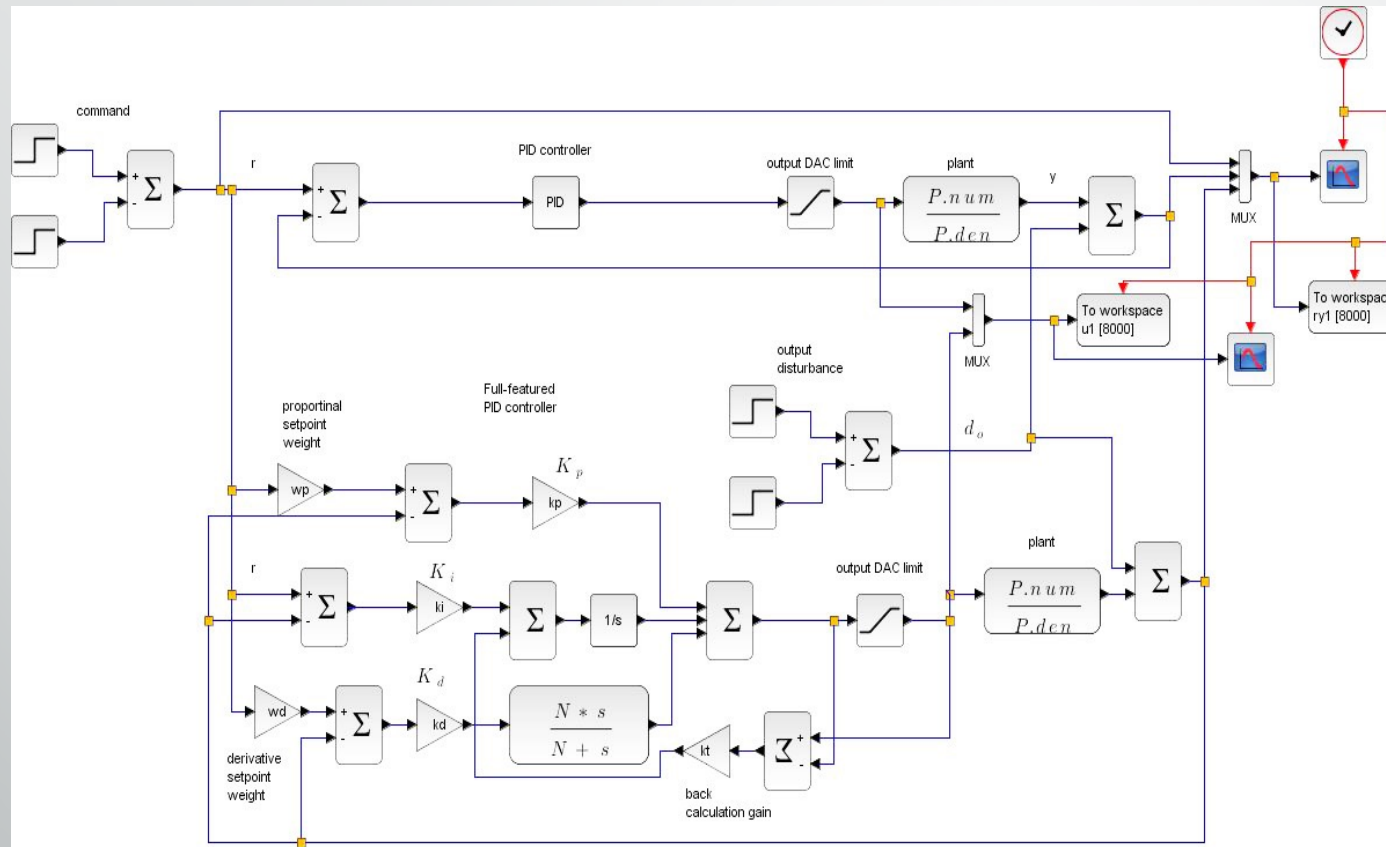 command
r
PID controller
output DAC limit
plant
y
+
-
Σ
+
-
Σ
PID
P.num
P.den
Σ
MUX
To workspace
u1 [8000]
To workspac
ry1 [8000]
MUX
output
disturbance
Full-featured
PID controller
proportinal
setpoint
weight
+
-
Σ
d_o
K_p
wp
+
-
Σ
kp
plant
r
K_i
output DAC limit
+
-
Σ
ki
Σ
1/s
Σ
P.num
P.den
Σ
K_d
wd
+
-
Σ
kd
N * s
N + s
kt
Σ
+
-
derivative
setpoint
weight
back
calculation gain